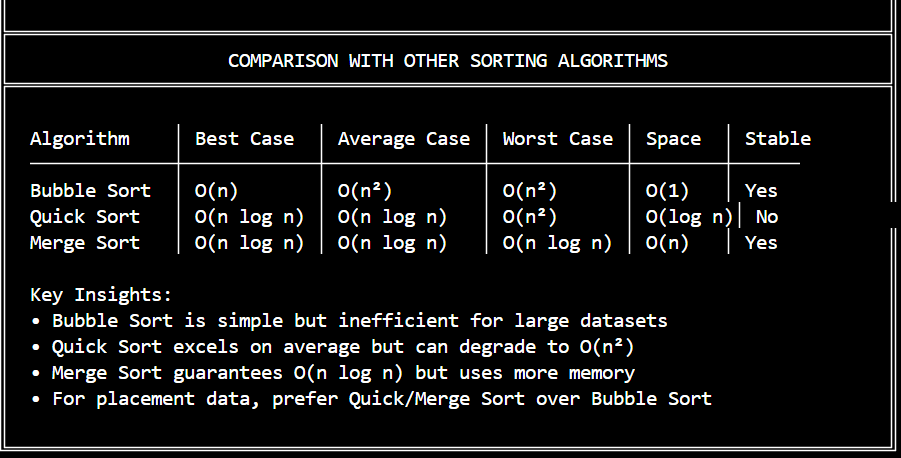 COMPARISON WITH OTHER SORTING ALGORITHMS
Algorithm | Best Case | Average Case | Worst Case | Space | Stable
Bubble Sort | O(n) | O(n²) | O(n²) | O(1) | Yes
Quick Sort | O(n log n) | O(n log n) | O(n²) | O(log n)| No
Merge Sort | O(n log n) | O(n log n) | O(n log n) | O(n) | Yes
Key Insights:
• Bubble Sort is simple but inefficient for large datasets
• Quick Sort excels on average but can degrade to O(n²)
• Merge Sort guarantees O(n log n) but uses more memory
• For placement data, prefer Quick/Merge Sort over Bubble Sort